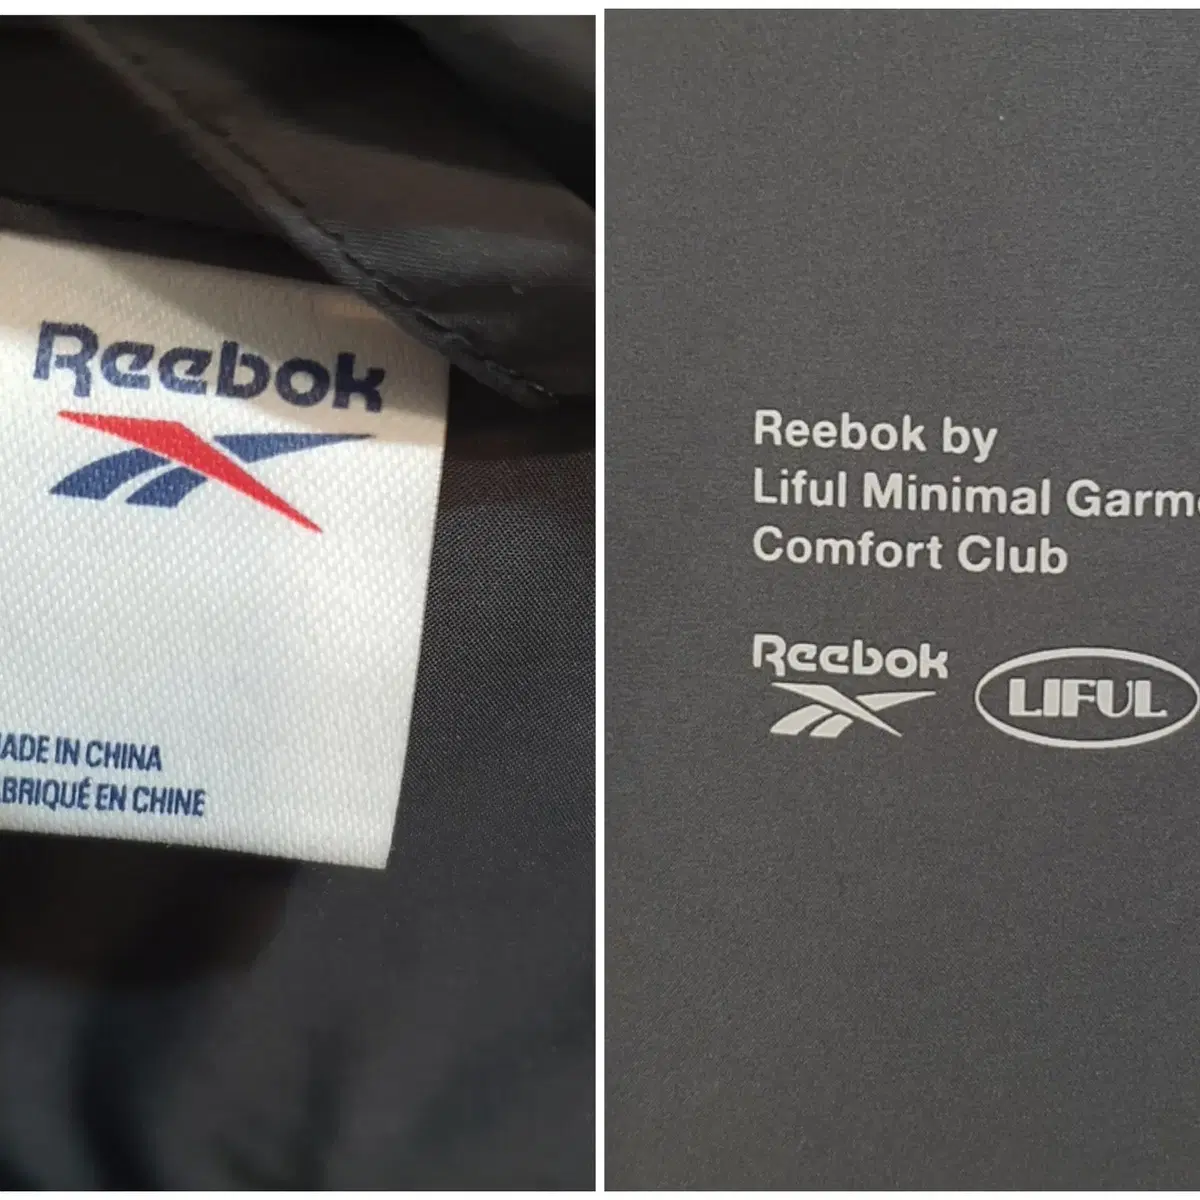 Reebok
ADE IN CHINA
BRIQUÉ EN CHINE
Reebok by
Liful Minimal Garm
Comfort Club
Reebok
LIFUL